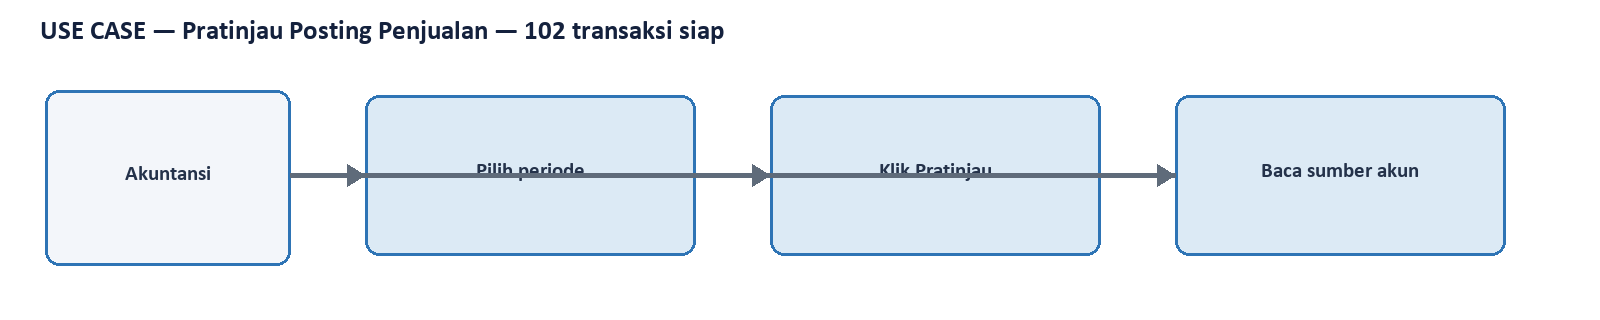 USE CASE — Pratinjau Posting Penjualan — 102 transaksi siap
Akuntansi
Pilih periode
Klik Pratinjau
Baca sumber akun